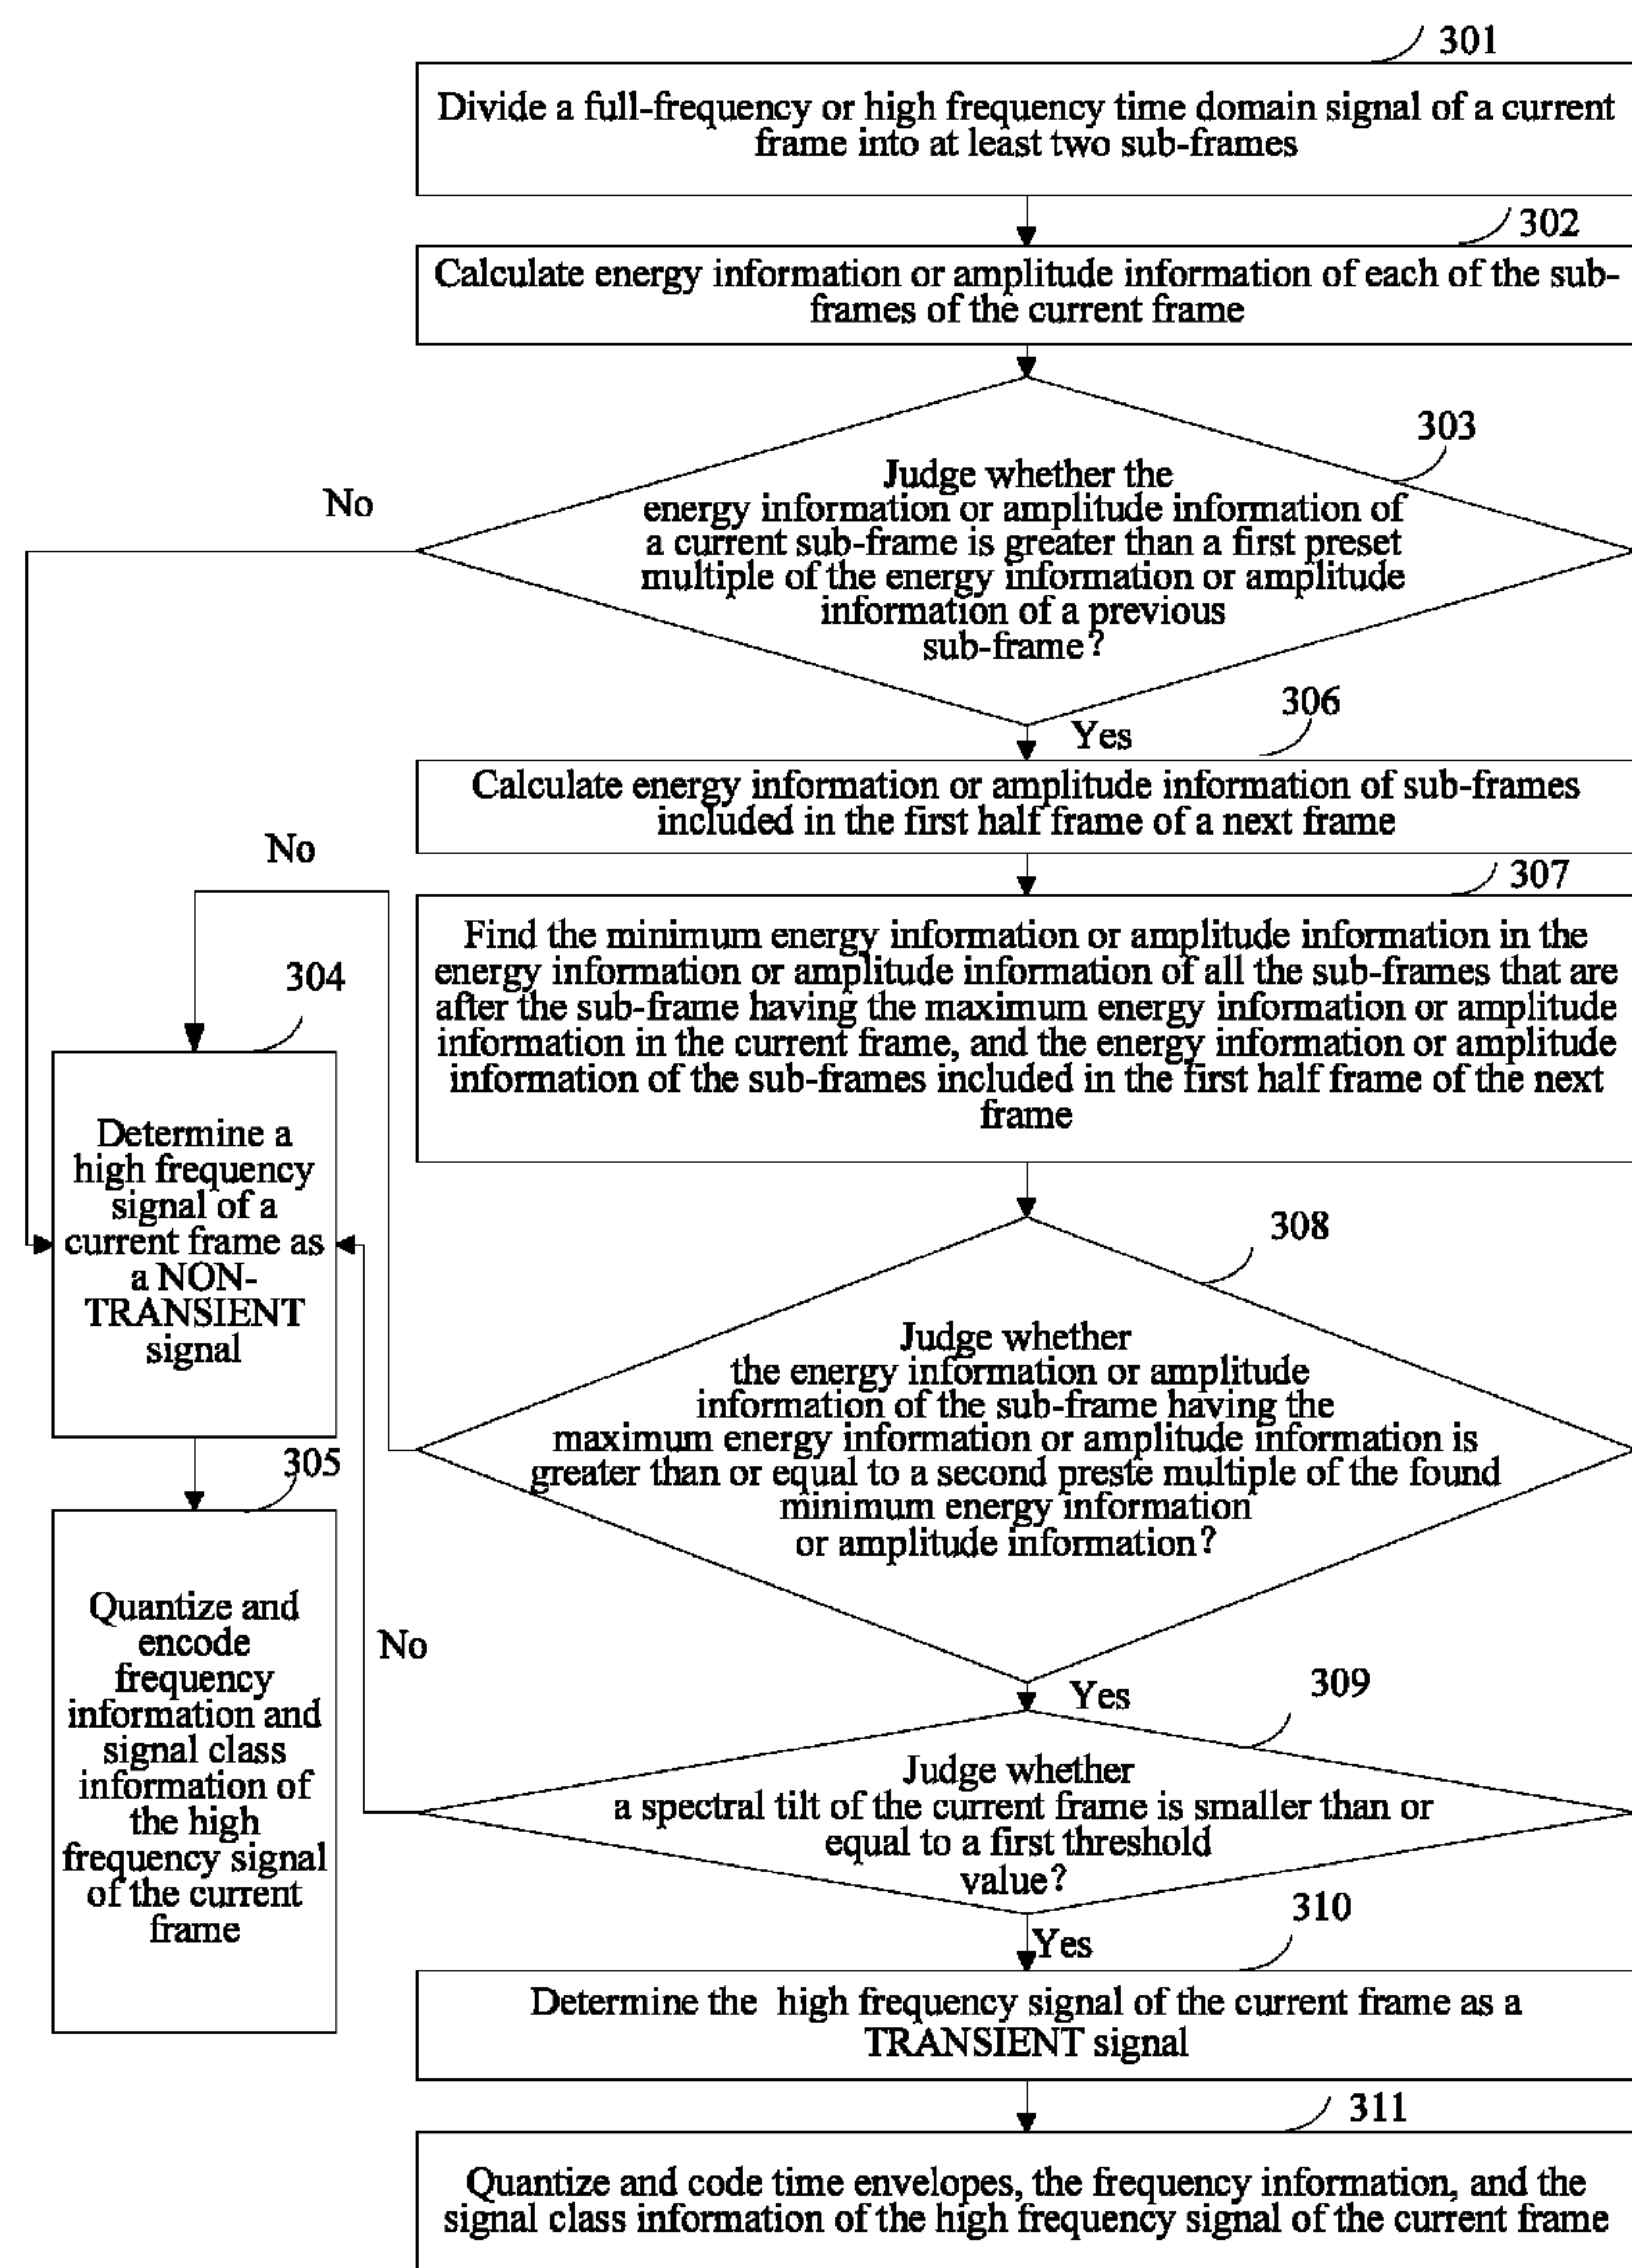 301
Divide a full-frequency or high frequency time domain signal of a current
frame into at least two sub-frames
302
Calculate energy information or amplitude information of each of the sub-
frames of the current frame
303
Judge whether the
energy information or amplitude information of
a current sub-frame is greater than a first preset
multiple of the energy information or amplitude
information of a previous
sub-frame?
No
Yes
306
Calculate energy information or amplitude information of sub-frames
included in the first half frame of a next frame
No
307
Find the minimum energy information or amplitude information in the
energy information or amplitude information of all the sub-frames that are
after the sub-frame having the maximum energy information or amplitude
information in the current frame, and the energy information or amplitude
information of the sub-frames included in the first half frame of the next
frame
304
Determine a
high frequency
signal of a
current frame as
a NON-
TRANSIENT
signal
308
Judge whether
the energy information or amplitude
information of the sub-frame having the
maximum energy information or amplitude information is
greater than or equal to a second preste multiple of the found
minimum energy information
or amplitude information?
305
Quantize and
encode
frequency
information and
signal class
information of
the high
frequency signal
of the current
frame
No
Yes
309
Judge whether
a spectral tilt of the current frame is smaller than or
equal to a first threshold
value?
310
Yes
Determine the high frequency signal of the current frame as a
TRANSIENT signal
311
Quantize and code time envelopes, the frequency information, and the
signal class information of the high frequency signal of the current frame